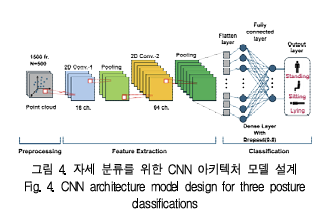 1500 fr.
N=500
Point cloud
2D Conv.-1
16 ch.
Pooling
2D Conv.-2
64 ch.
Pooling
Flatten
layer
Fully
connected
layer
Output
layer
Standing
Sitting
Lying
Dense Layer
With
Dropout(0.5)
Preprocessing
Feature Extraction
Classification
그림 4. 자세 분류를 위한 CNN 아키텍처 모델 설계
Fig. 4. CNN architecture model design for three posture
classifications